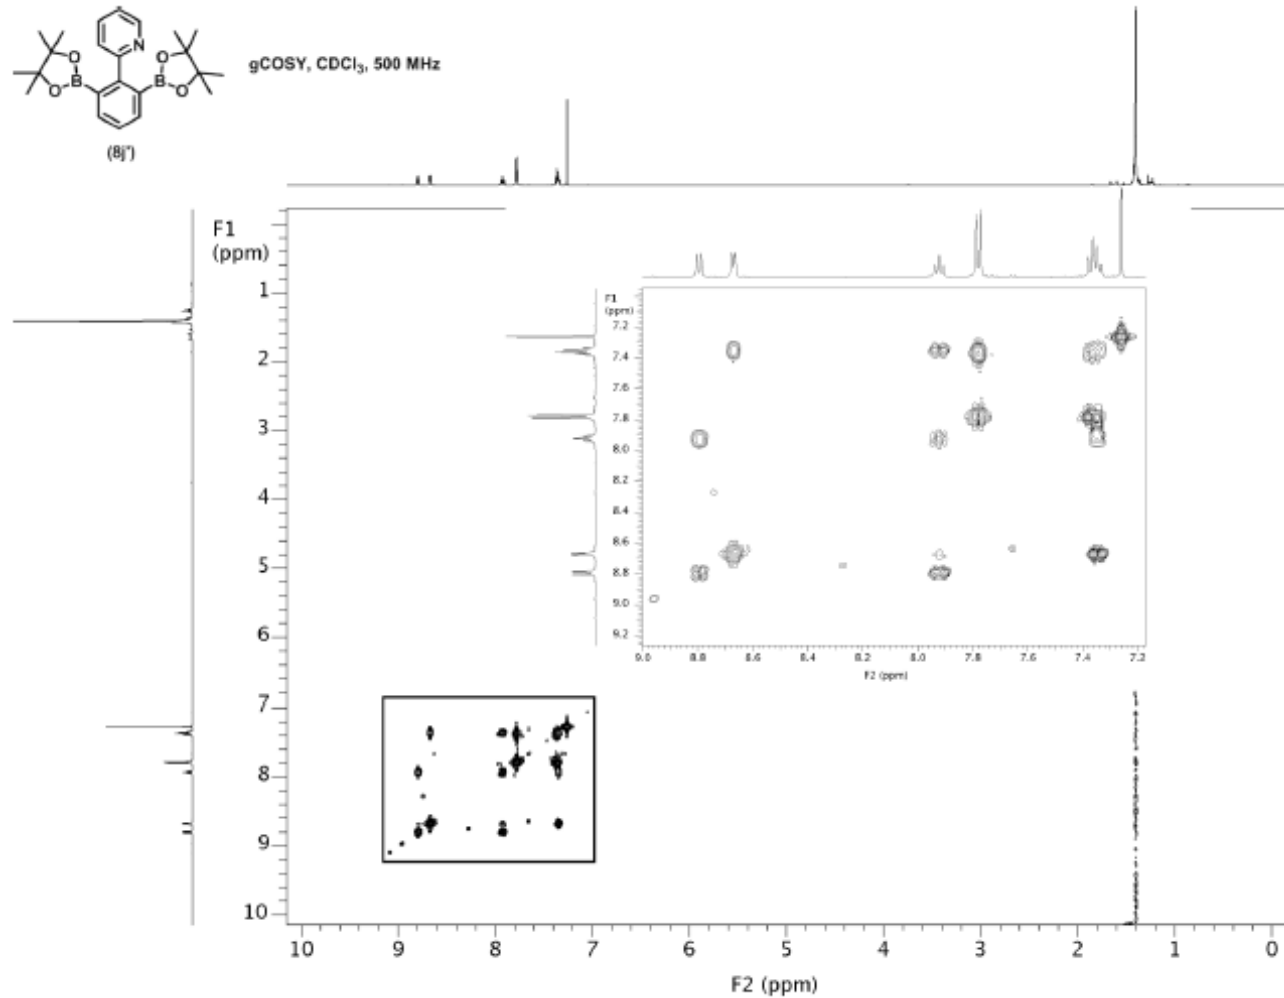 gCOSY, CDCl₃, 500 MHz
N
O O
B B
O O
(8j')
F1
(ppm)
1
2
3
4
5
6
7
8
9
10
F1
(ppm)
7.2
7.4
7.6
7.8
8.0
8.2
8.4
8.6
8.8
9.0
9.2
9.0 8.8 8.6 8.4 8.2 8.0 7.8 7.6 7.4 7.2
F2 (ppm)
10 9 8 7 6 5 4 3 2 1 0
F2 (ppm)